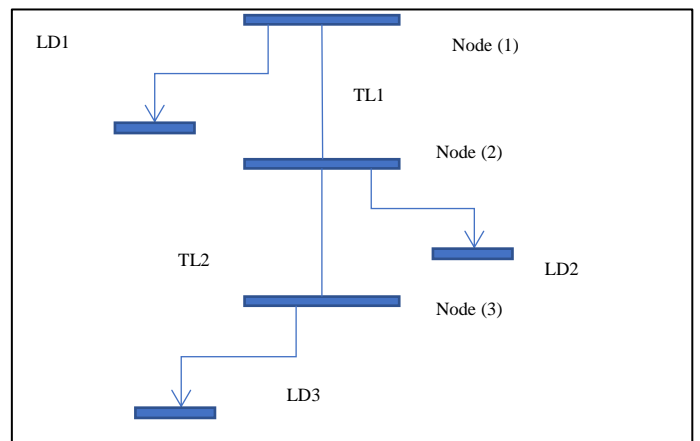 LD1
Node (1)
TL1
Node (2)
TL2
LD2
Node (3)
LD3